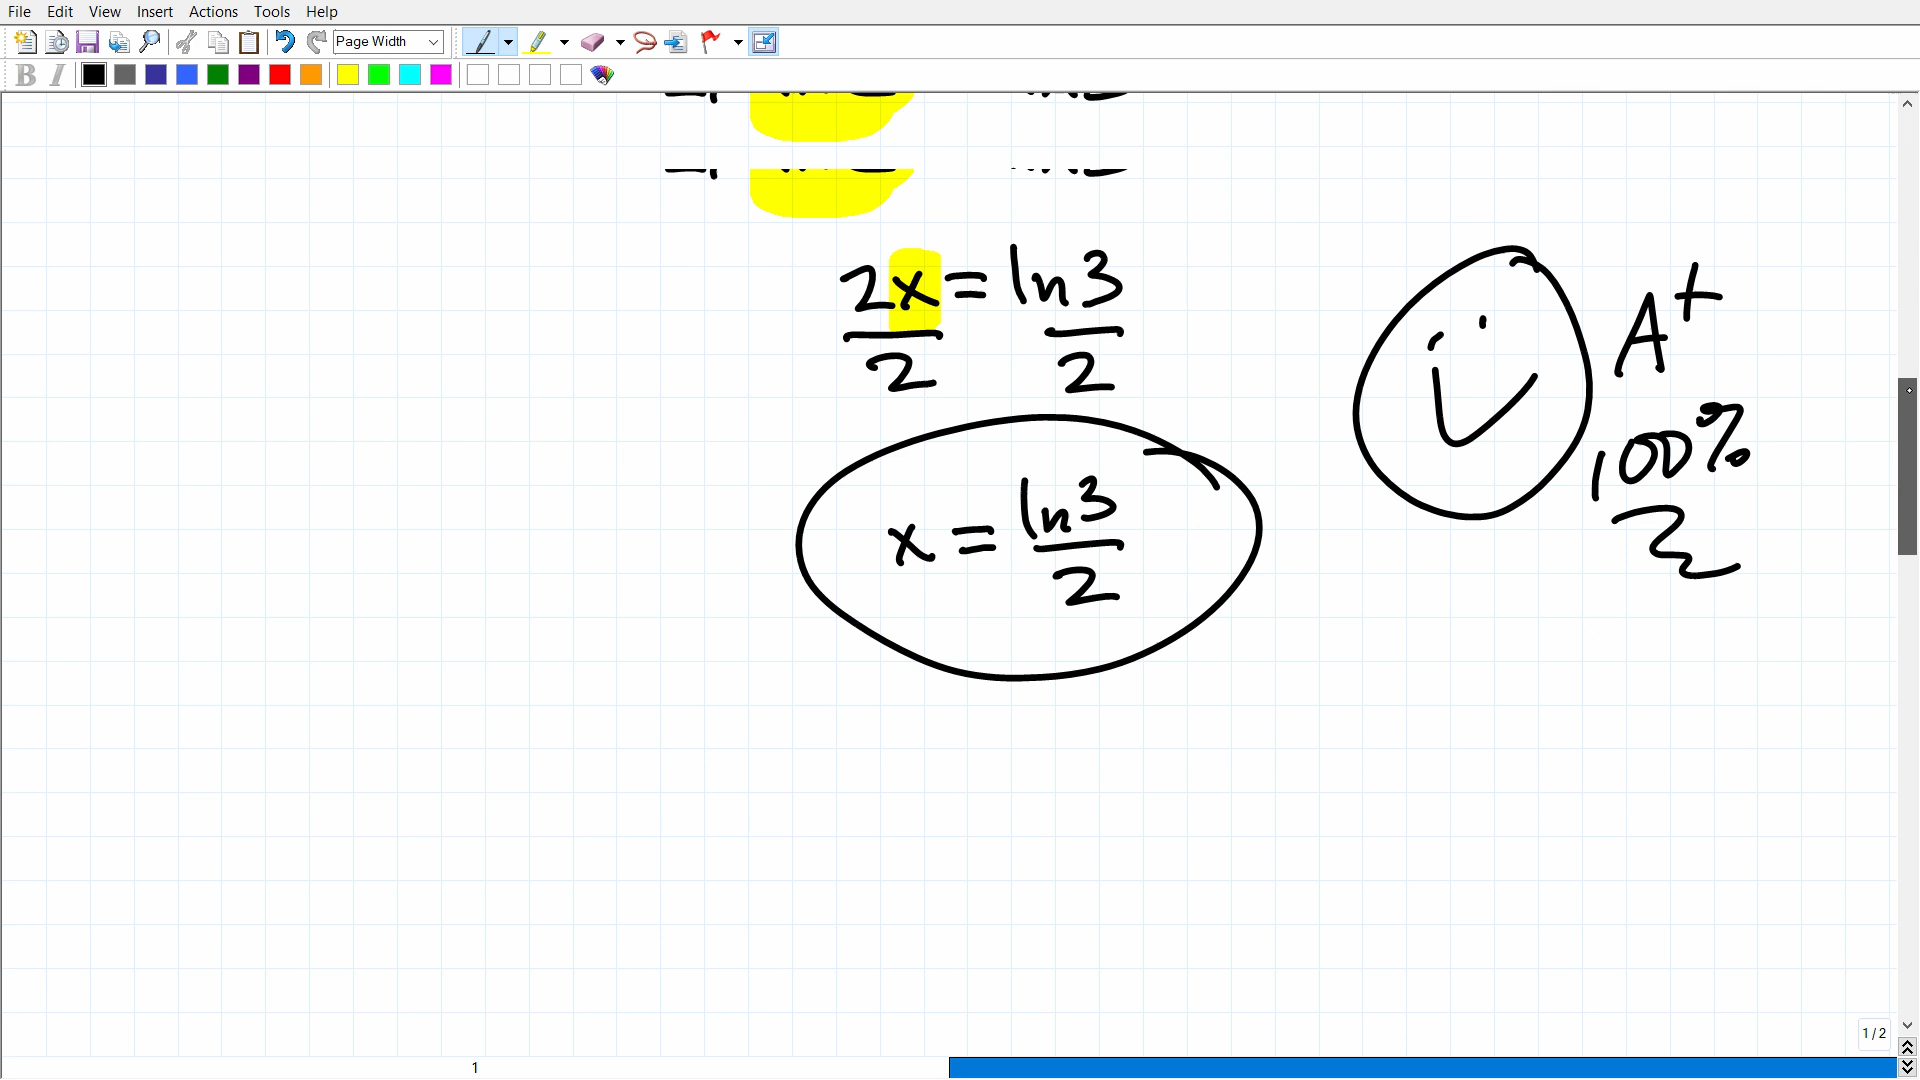 File Edit View Insert Actions Tools Help
Page Width
B I
2x = ln3
2 2
x = ln3
2
A+
100%
1 / 2
1